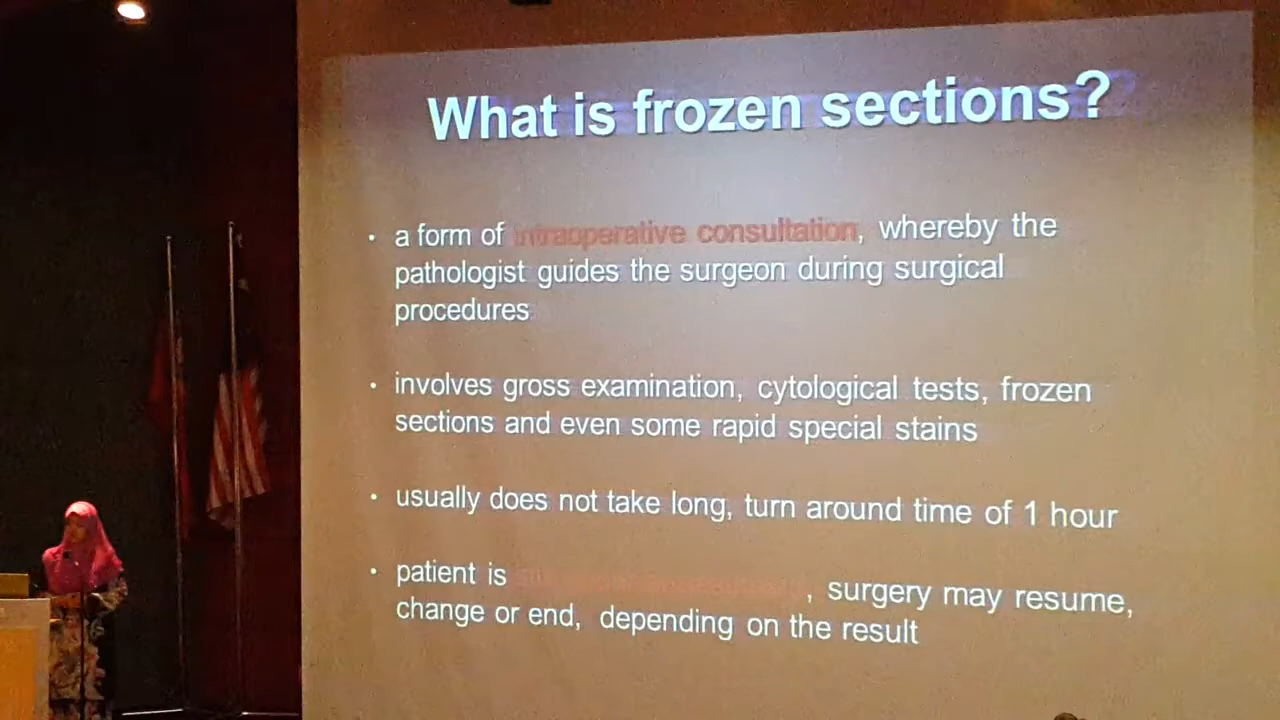 What is frozen sections?
• a form of intraoperative consultation, whereby the
pathologist guides the surgeon during surgical
procedures
• involves gross examination, cytological tests, frozen
sections and even some rapid special stains
• usually does not take long, turn around time of 1 hour
• patient is , surgery may resume,
change or end, depending on the result